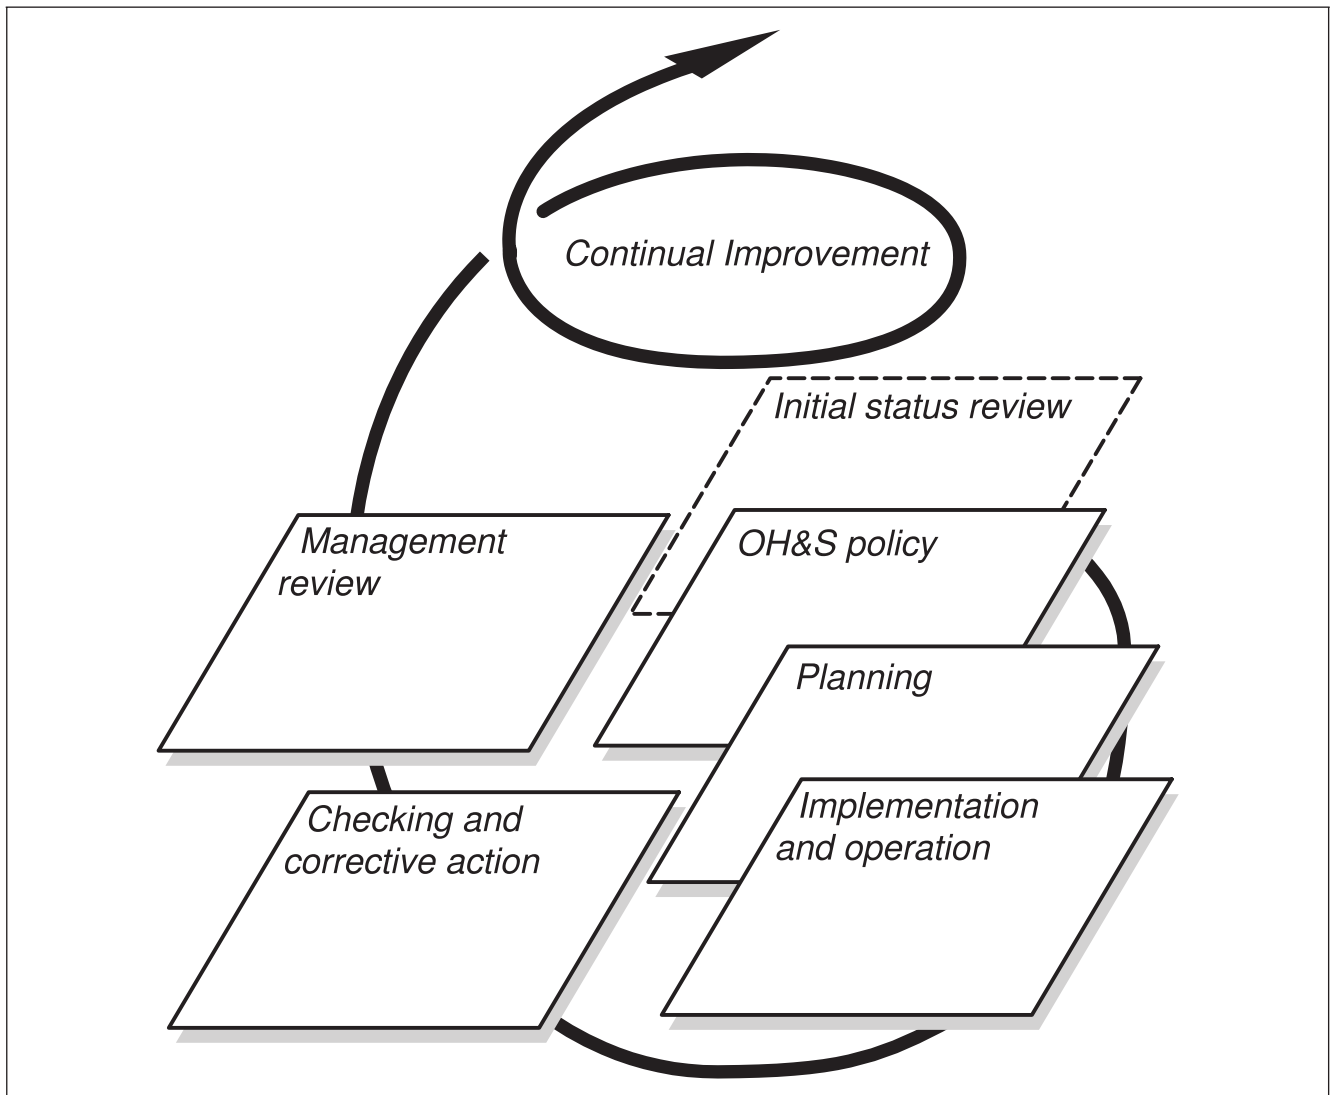 Continual Improvement
Initial status review
OH&S policy
Management
review
Planning
Implementation
and operation
Checking and
corrective action